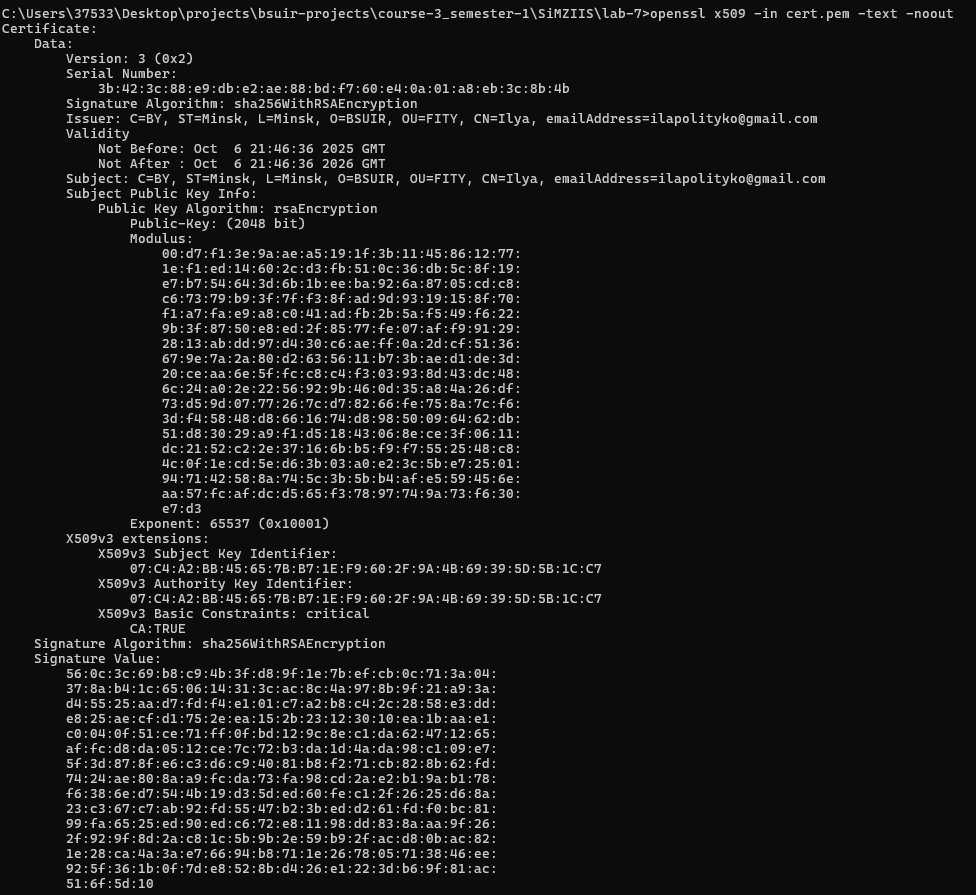 C:\Users\37533\Desktop\projects\bsuir-projects\course-3_semester-1\SiMZIIS\lab-7>openssl x509 -in cert.pem -text -noout
Certificate:
    Data:
        Version: 3 (0x2)
        Serial Number:
            3b:42:3c:88:e9:db:e2:ae:88:bd:f7:60:e4:0a:01:a8:eb:3c:8b:4b
        Signature Algorithm: sha256WithRSAEncryption
        Issuer: C=BY, ST=Minsk, L=Minsk, O=BSUIR, OU=FITY, CN=Ilya, emailAddress=ilapolityko@gmail.com
        Validity
            Not Before: Oct  6 21:46:36 2025 GMT
            Not After : Oct  6 21:46:36 2026 GMT
        Subject: C=BY, ST=Minsk, L=Minsk, O=BSUIR, OU=FITY, CN=Ilya, emailAddress=ilapolityko@gmail.com
        Subject Public Key Info:
            Public Key Algorithm: rsaEncryption
                Public-Key: (2048 bit)
                Modulus:
                    00:d7:f1:3e:9a:ae:a5:19:1f:3b:11:45:86:12:77:
                    1e:f1:ed:14:60:2c:d3:fb:51:0c:36:db:5c:8f:19:
                    e7:b7:54:64:3d:6b:1b:ee:ba:92:6a:87:05:cd:c8:
                    c6:73:79:b9:3f:7f:f3:8f:ad:9d:93:19:15:8f:70:
                    f1:a7:fa:e9:a8:c0:41:ad:fb:2b:5a:f5:49:f6:22:
                    9b:3f:87:50:e8:ed:2f:85:77:fe:07:af:f9:91:29:
                    28:13:ab:dd:97:d4:30:c6:ae:ff:0a:2d:cf:51:36:
                    67:9e:7a:2a:80:d2:63:56:11:b7:3b:ae:d1:de:3d:
                    20:ce:aa:6e:5f:fc:c8:c4:f3:03:93:8d:43:dc:48:
                    6c:24:a0:2e:22:56:92:9b:46:0d:35:a8:4a:26:df:
                    73:d5:9d:07:77:26:7c:d7:82:66:fe:75:8a:7c:f6:
                    3d:f4:58:48:d8:66:16:74:d8:98:50:09:64:62:db:
                    51:d8:30:29:a9:f1:d5:18:43:06:8e:ce:3f:06:11:
                    dc:21:52:c2:2e:37:16:6b:b5:f9:f7:55:25:48:c8:
                    4c:0f:1e:cd:5e:d6:3b:03:a0:e2:3c:5b:e7:25:01:
                    94:71:42:58:8a:74:5c:3b:5b:b4:af:e5:59:45:6e:
                    aa:57:fc:af:dc:d5:65:f3:78:97:74:9a:73:f6:30:
                    e7:d3
                Exponent: 65537 (0x10001)
        X509v3 extensions:
            X509v3 Subject Key Identifier:
                07:C4:A2:BB:45:65:7B:B7:1E:F9:60:2F:9A:4B:69:39:5D:5B:1C:C7
            X509v3 Authority Key Identifier:
                07:C4:A2:BB:45:65:7B:B7:1E:F9:60:2F:9A:4B:69:39:5D:5B:1C:C7
            X509v3 Basic Constraints: critical
                CA:TRUE
    Signature Algorithm: sha256WithRSAEncryption
    Signature Value:
        56:0c:3c:69:b8:c9:4b:3f:d8:9f:1e:7b:ef:cb:0c:71:3a:04:
        37:8a:b4:1c:65:06:14:31:3c:ac:8c:4a:97:8b:9f:21:a9:3a:
        d4:55:25:aa:d7:fd:f4:e1:01:c7:a2:b8:c4:2c:28:58:e3:dd:
        e8:25:ae:cf:d1:75:2e:ea:15:2b:23:12:30:10:ea:1b:aa:e1:
        c0:04:0f:51:ce:71:ff:0f:bd:12:9c:8e:c1:da:62:47:12:65:
        af:fc:d8:da:05:12:ce:7c:72:b3:da:1d:4a:da:98:c1:09:e7:
        5f:3d:87:8f:e6:c3:d6:c9:40:81:b8:f2:71:cb:82:8b:62:fd:
        74:24:ae:80:8a:a9:fc:da:73:fa:98:cd:2a:e2:b1:9a:b1:78:
        f6:38:6e:d7:54:4b:19:d3:5d:ed:60:fe:c1:2f:26:25:d6:8a:
        23:c3:67:c7:ab:92:fd:55:47:b2:3b:ed:d2:61:fd:f0:bc:81:
        99:fa:65:25:ed:90:ed:c6:72:e8:11:98:dd:83:8a:aa:9f:26:
        2f:92:9f:8d:2a:c8:1c:5b:9b:2e:59:b9:2f:ac:d8:0b:ac:82:
        1e:28:ca:4a:3a:e7:66:94:b8:71:1e:26:78:05:71:38:46:ee:
        92:5f:36:1b:0f:7d:e8:52:8b:d4:26:e1:22:3d:b6:9f:81:ac:
        51:6f:5d:10